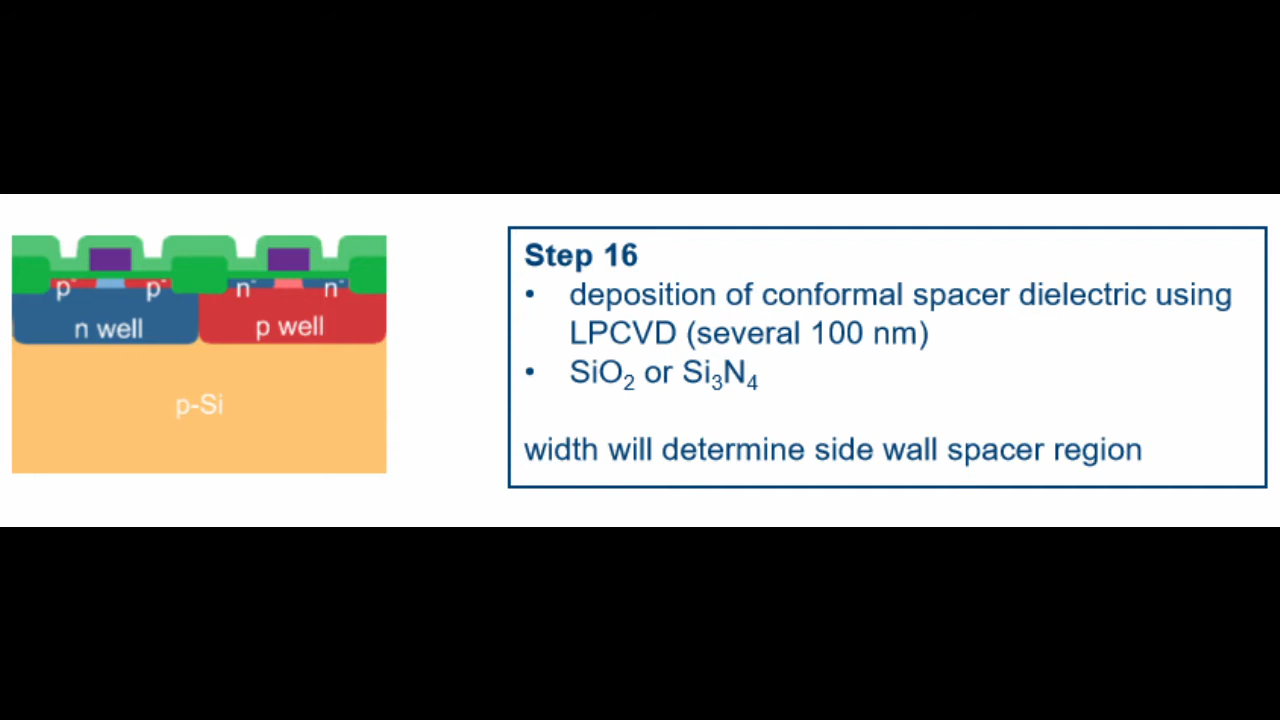 p⁻ p⁻ n⁻ n⁻
n well p well
p-Si
Step 16
• deposition of conformal spacer dielectric using
LPCVD (several 100 nm)
• SiO₂ or Si₃N₄
width will determine side wall spacer region